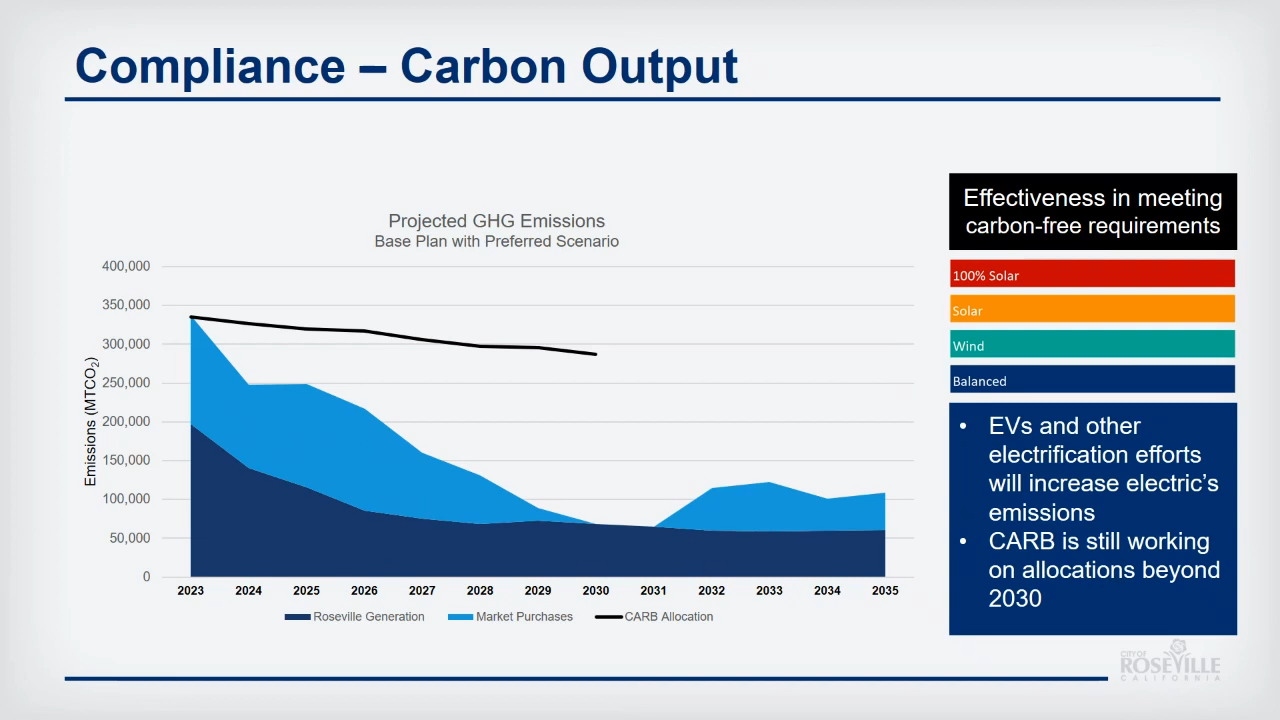 Compliance – Carbon Output
Projected GHG Emissions
Base Plan with Preferred Scenario
Emissions (MTCO₂)
400,000
350,000
300,000
250,000
200,000
150,000
100,000
50,000
0
2023 2024 2025 2026 2027 2028 2029 2030 2031 2032 2033 2034 2035
Roseville Generation Market Purchases CARB Allocation
Effectiveness in meeting
carbon-free requirements
100% Solar
Solar
Wind
Balanced
• EVs and other
electrification efforts
will increase electric’s
emissions
• CARB is still working
on allocations beyond
2030
CITY OF
ROSEVILLE
CALIFORNIA